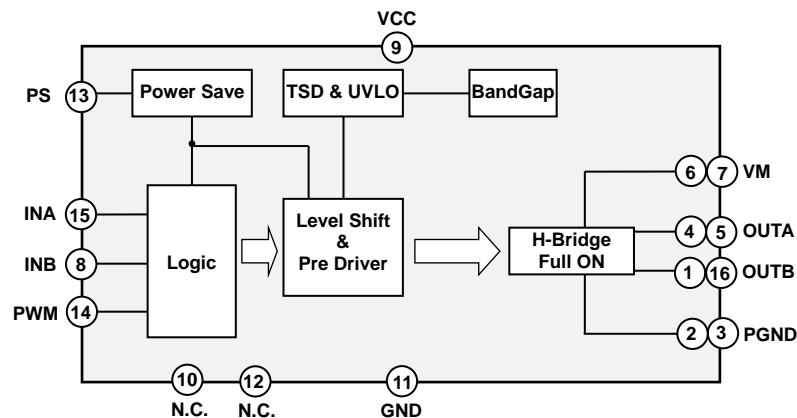 VCC
9
PS
13
Power Save
TSD & UVLO
BandGap
6
7
VM
INA
15
Logic
Level Shift
&
Pre Driver
H-Bridge
Full ON
4
5
OUTA
INB
8
1
16
OUTB
PWM
14
2
3
PGND
10
12
11
N.C.
N.C.
GND